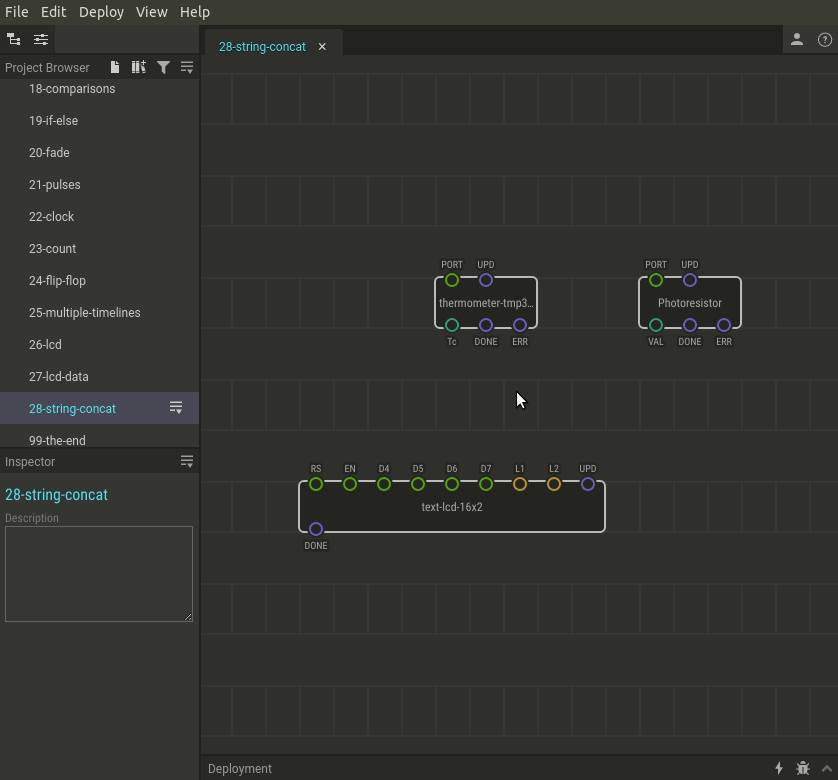 File Edit Deploy View Help
28-string-concat
Project Browser
18-comparisons
19-if-else
20-fade
21-pulses
22-clock
23-count
24-flip-flop
25-multiple-timelines
26-lcd
27-lcd-data
28-string-concat
99-the-end
Inspector
28-string-concat
Description
PORT UPD
thermometer-tmp3...
Tc DONE ERR
PORT UPD
Photoresistor
VAL DONE ERR
RS EN D4 D5 D6 D7 L1 L2 UPD
text-lcd-16x2
DONE
Deployment